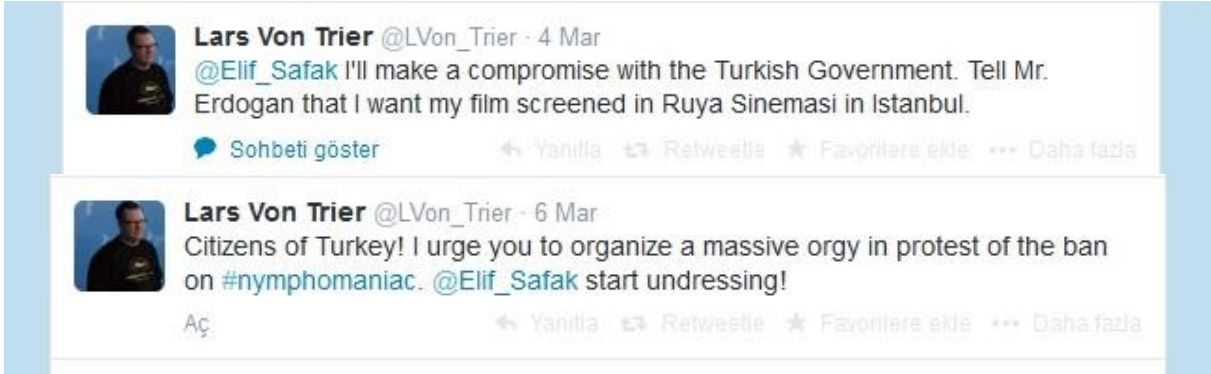 Lars Von Trier @LVon_Trier · 4 Mar
@Elif_Safak I'll make a compromise with the Turkish Government. Tell Mr.
Erdogan that I want my film screened in Ruya Sinemasi in Istanbul.
Sohbeti göster Yanıtla Retweetle Favorilere ekle Daha fazla
Lars Von Trier @LVon_Trier · 6 Mar
Citizens of Turkey! I urge you to organize a massive orgy in protest of the ban
on #nymphomaniac. @Elif_Safak start undressing!
Aç Yanıtla Retweetle Favorilere ekle Daha fazla